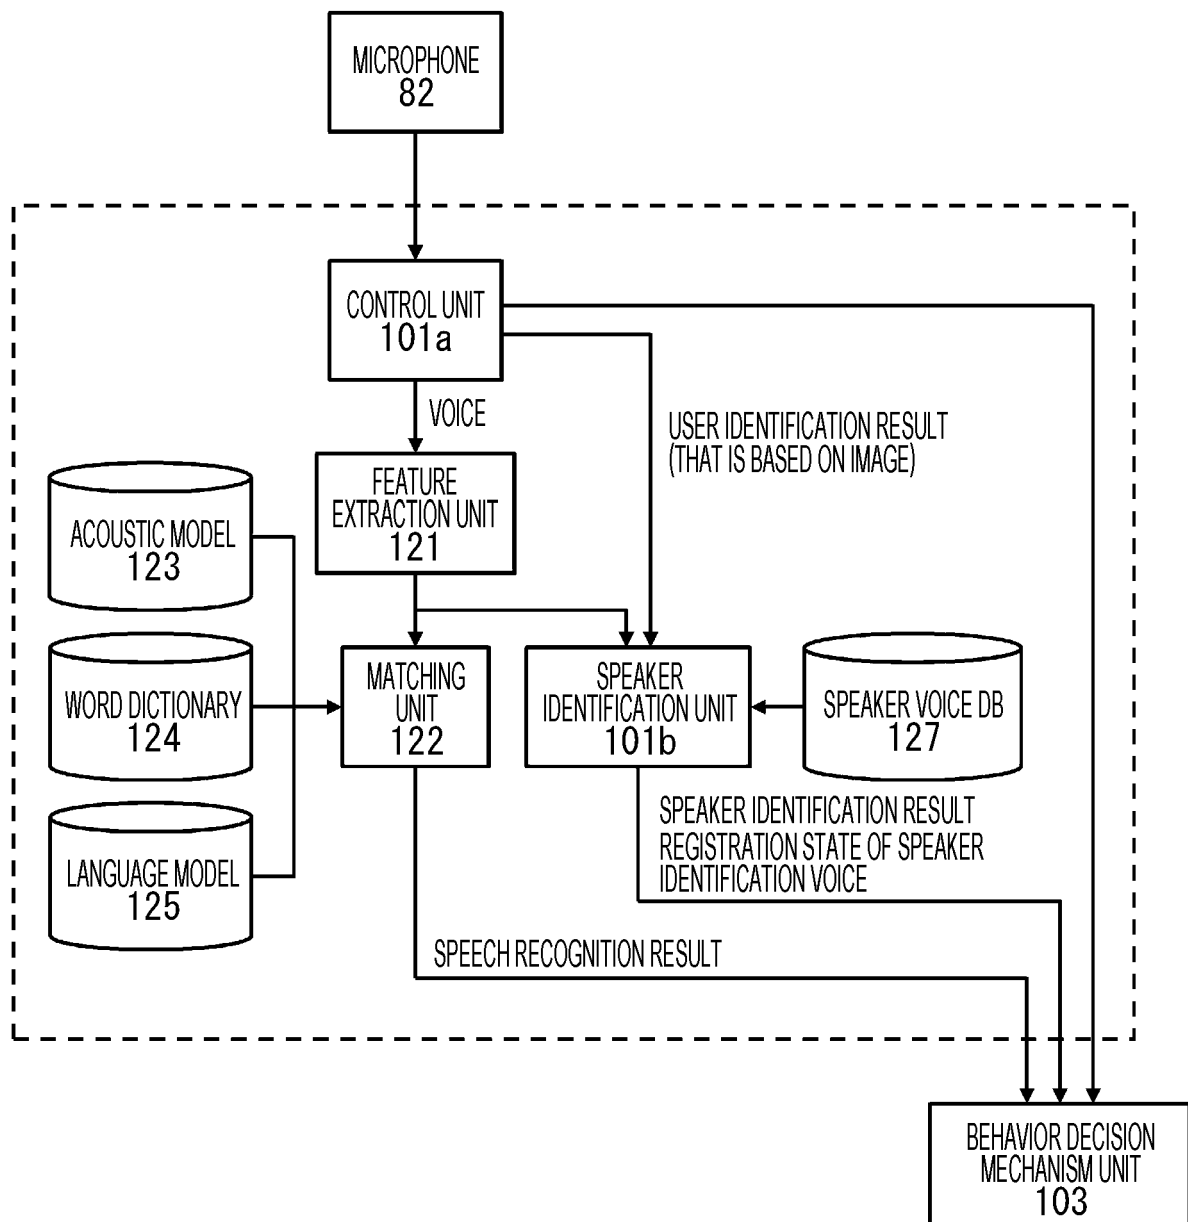 MICROPHONE
82
CONTROL UNIT
101a
VOICE
USER IDENTIFICATION RESULT
(THAT IS BASED ON IMAGE)
FEATURE
EXTRACTION UNIT
121
ACOUSTIC MODEL
123
WORD DICTIONARY
124
LANGUAGE MODEL
125
MATCHING
UNIT
122
SPEAKER
IDENTIFICATION UNIT
101b
SPEAKER VOICE DB
127
SPEAKER IDENTIFICATION RESULT
REGISTRATION STATE OF SPEAKER
IDENTIFICATION VOICE
SPEECH RECOGNITION RESULT
BEHAVIOR DECISION
MECHANISM UNIT
103